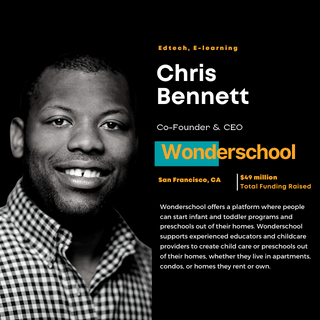 Edtech, E-learning
Chris
Bennett
Co-Founder & CEO
Wonderschool
San Francisco, CA
$49 million
Total Funding Raised
Wonderschool offers a platform where people
can start infant and toddler programs and
preschools out of their homes. Wonderschool
supports experienced educators and childcare
providers to create child care or preschools out
of their homes, whether they live in apartments,
condos, or homes they rent or own.